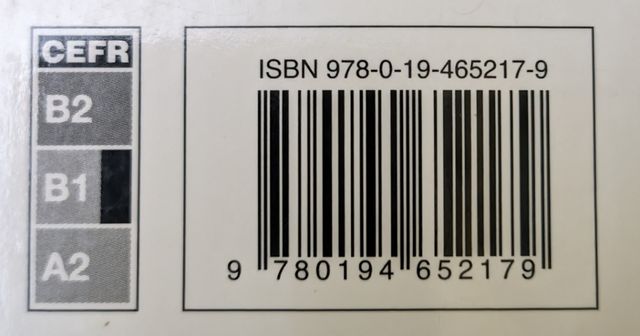 CEFR
B2
B1
A2
ISBN 978-0-19-465217-9
9 780194 652179